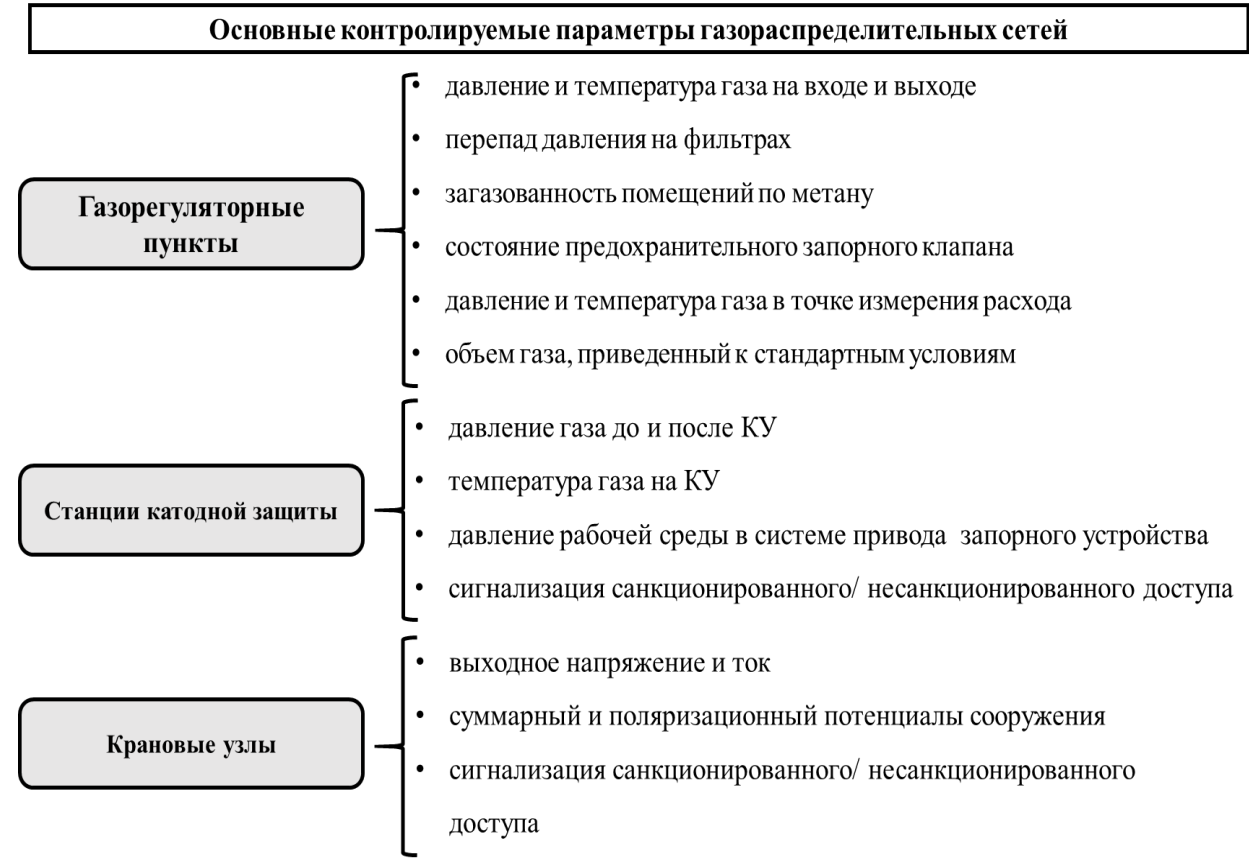 Основные контролируемые параметры газораспределительных сетей
Газорегуляторные
пункты
• давление и температура газа на входе и выходе
• перепад давления на фильтрах
• загазованность помещений по метану
• состояние предохранительного запорного клапана
• давление и температура газа в точке измерения расхода
• объем газа, приведенный к стандартным условиям
Станции катодной защиты
• давление газа до и после КУ
• температура газа на КУ
• давление рабочей среды в системе привода запорного устройства
• сигнализация санкционированного/ несанкционированного доступа
Крановые узлы
• выходное напряжение и ток
• суммарный и поляризационный потенциалы сооружения
• сигнализация санкционированного/ несанкционированного
доступа